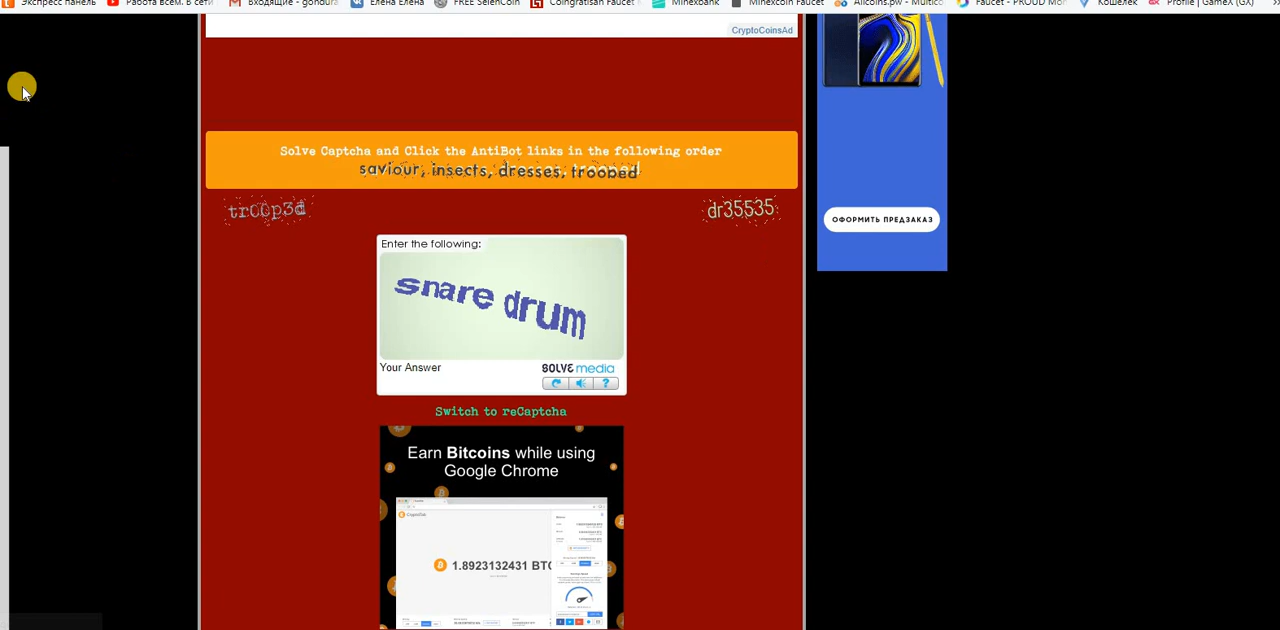 Экспресс панель Работа всем. В сети Входящие - gondura Елена Елена FREE SelenCoin Coingratisan Faucet Minexbank Minexcoin Faucet Allcoins.pw - Multico Faucet - PROUD Mon Кошелек Profile | GameX (GX)
CryptoCoinsAd
Solve Captcha and Click the AntiBot links in the following order
saviour, insects, dresses, trooped
tr00p3d dr35535
ОФОРМИТЬ ПРЕДЗАКАЗ
Enter the following:
snare drum
Your Answer
SOLVE media
?
Switch to reCaptcha
Earn Bitcoins while using
Google Chrome
1.8923132431 BTC